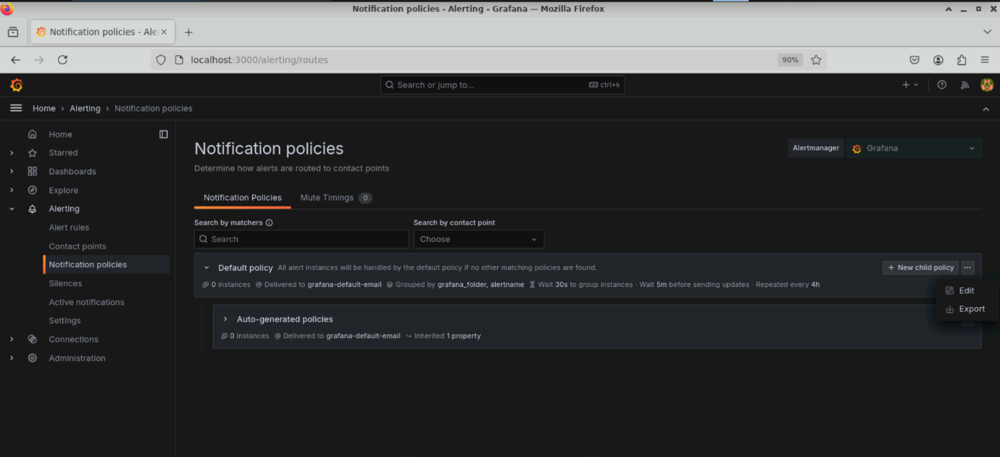 Notification policies - Alerting - Grafana — Mozilla Firefox
Notification policies - Ale
localhost:3000/alerting/routes
90%
Search or jump to...
ctrl+k
Home › Alerting › Notification policies
Home
Starred
Dashboards
Explore
Alerting
Alert rules
Contact points
Notification policies
Silences
Active notifications
Settings
Connections
Administration
Notification policies
Determine how alerts are routed to contact points
Alertmanager
Grafana
Notification Policies
Mute Timings 0
Search by matchers
Search
Search by contact point
Choose
Default policy All alert instances will be handled by the default policy if no other matching policies are found.
+ New child policy
0 instances Delivered to grafana-default-email Grouped by grafana_folder, alertname Wait 30s to group instances · Wait 5m before sending updates · Repeated every 4h
Edit
Export
Auto-generated policies
0 instances Delivered to grafana-default-email Inherited 1 property